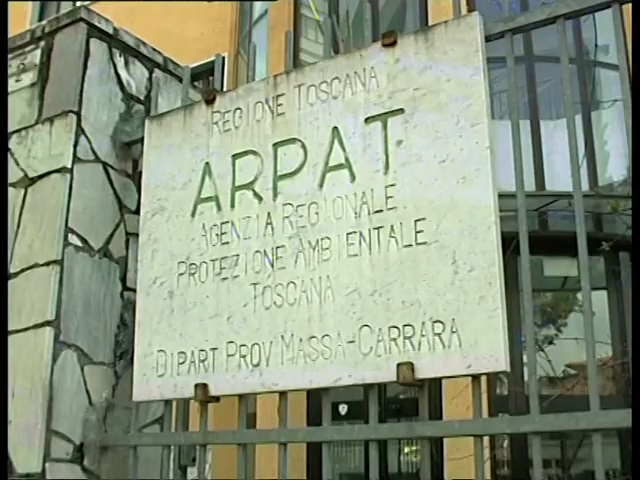 REGIONE TOSCANA
ARPAT
AGENZIA REGIONALE
PROTEZIONE AMBIENTALE
TOSCANA
DIPART PROV MASSA-CARRARA